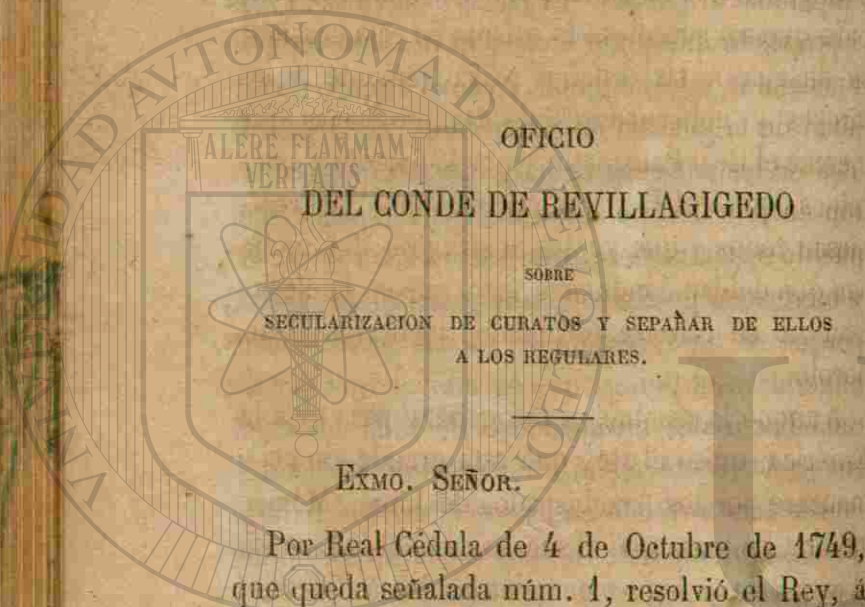 OFICIO
DEL CONDE DE REVILLAGIGEDO
SOBRE
SECULARIZACION DE CURATOS Y SEPARAR DE ELLOS
A LOS REGULARES.
EXMO. SEÑOR.
Por Real Cédula de 4 de Octubre de 1749,
que queda señalada núm. 1, resolvió el Rey, á
ALERE FLAMMAM
VERITATIS